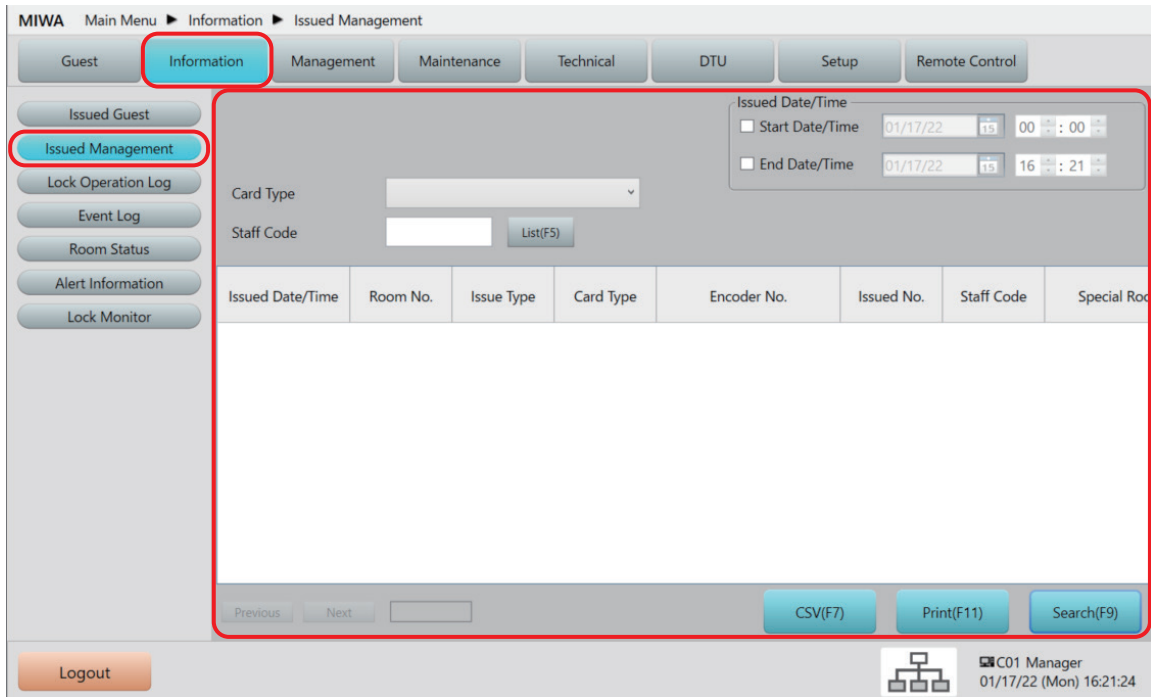 MIWA Main Menu ▶ Information ▶ Issued Management
Guest Information Management Maintenance Technical DTU Setup Remote Control
Issued Guest
Issued Management
Lock Operation Log
Event Log
Room Status
Alert Information
Lock Monitor
Issued Date/Time
Start Date/Time 01/17/22 15 00 : 00
End Date/Time 01/17/22 15 16 : 21
Card Type
Staff Code List(F5)
Issued Date/Time Room No. Issue Type Card Type Encoder No. Issued No. Staff Code Special Roo
Previous Next CSV(F7) Print(F11) Search(F9)
Logout
C01 Manager
01/17/22 (Mon) 16:21:24